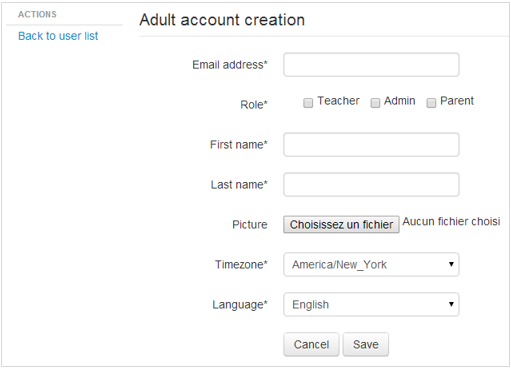 ACTIONS
Back to user list
Adult account creation
Email address*
Role* Teacher Admin Parent
First name*
Last name*
Picture Choisissez un fichier Aucun fichier choisi
Timezone* America/New_York
Language* English
Cancel Save